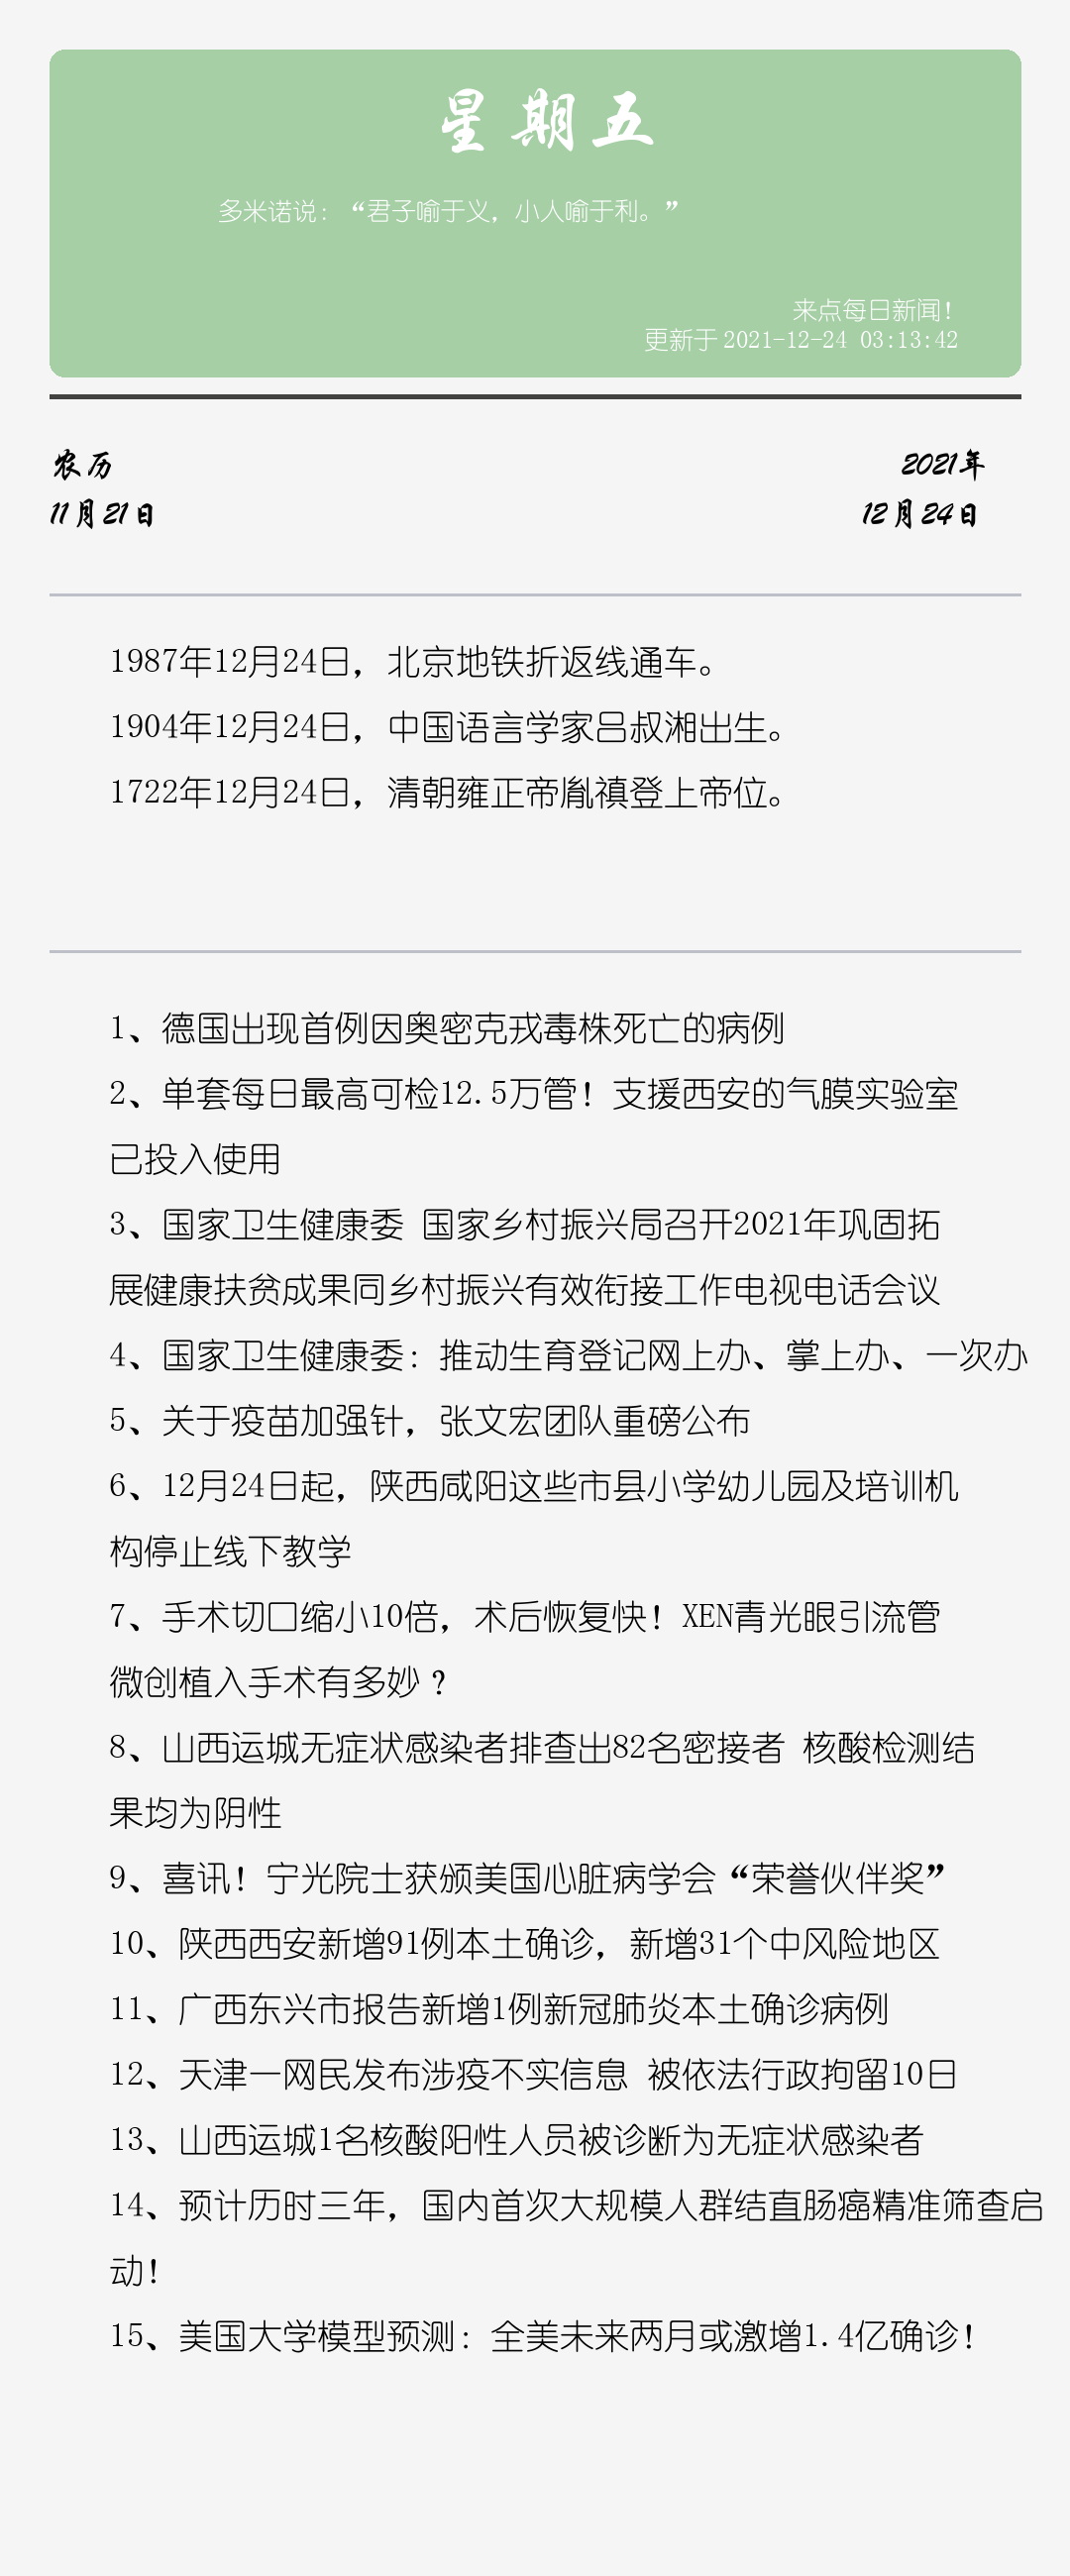 星期五
多米诺说：“君子喻于义，小人喻于利。”
来点每日新闻！
更新于 2021-12-24 03:13:42
农历
2021年
11月21日
12月24日
1987年12月24日，北京地铁折返线通车。
1904年12月24日，中国语言学家吕叔湘出生。
1722年12月24日，清朝雍正帝胤禛登上帝位。
1、德国出现首例因奥密克戎毒株死亡的病例
2、单套每日最高可检12.5万管！支援西安的气膜实验室
已投入使用
3、国家卫生健康委 国家乡村振兴局召开2021年巩固拓
展健康扶贫成果同乡村振兴有效衔接工作电视电话会议
4、国家卫生健康委：推动生育登记网上办、掌上办、一次办
5、关于疫苗加强针，张文宏团队重磅公布
6、12月24日起，陕西咸阳这些市县小学幼儿园及培训机
构停止线下教学
7、手术切口缩小10倍，术后恢复快！XEN青光眼引流管
微创植入手术有多妙？
8、山西运城无症状感染者排查出82名密接者 核酸检测结
果均为阴性
9、喜讯！宁光院士获颁美国心脏病学会“荣誉伙伴奖”
10、陕西西安新增91例本土确诊，新增31个中风险地区
11、广西东兴市报告新增1例新冠肺炎本土确诊病例
12、天津一网民发布涉疫不实信息 被依法行政拘留10日
13、山西运城1名核酸阳性人员被诊断为无症状感染者
14、预计历时三年，国内首次大规模人群结直肠癌精准筛查启
动！
15、美国大学模型预测：全美未来两月或激增1.4亿确诊！